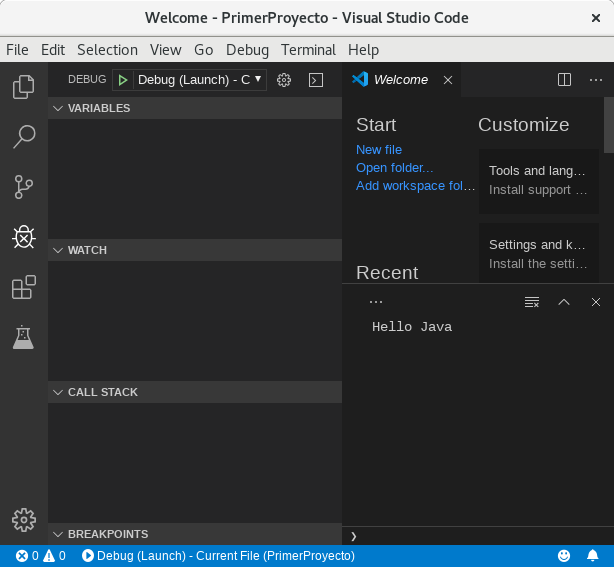 Welcome - PrimerProyecto - Visual Studio Code
File Edit Selection View Go Debug Terminal Help
DEBUG Debug (Launch) - C
VARIABLES
WATCH
CALL STACK
BREAKPOINTS
Welcome
Start
New file
Open folder...
Add workspace fol...
Recent
Customize
Tools and lang...
Install support ...
Settings and k...
Install the setti...
Hello Java
0 0 Debug (Launch) - Current File (PrimerProyecto)